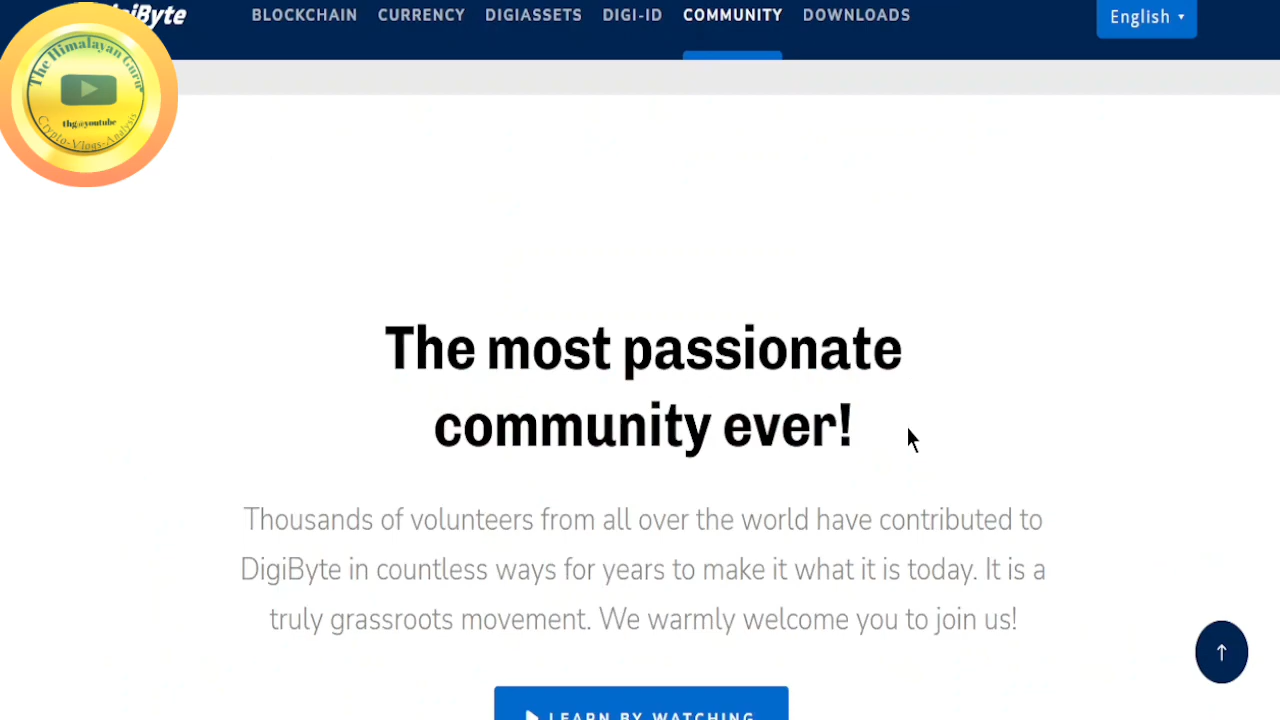 DigiByte
BLOCKCHAIN CURRENCY DIGIASSETS DIGI-ID COMMUNITY DOWNLOADS
English
The Himalayan Guru
thg@youtube
Crypto-Vlogs-Analysis
The most passionate
community ever!
Thousands of volunteers from all over the world have contributed to
DigiByte in countless ways for years to make it what it is today. It is a
truly grassroots movement. We warmly welcome you to join us!
LEARN BY WATCHING